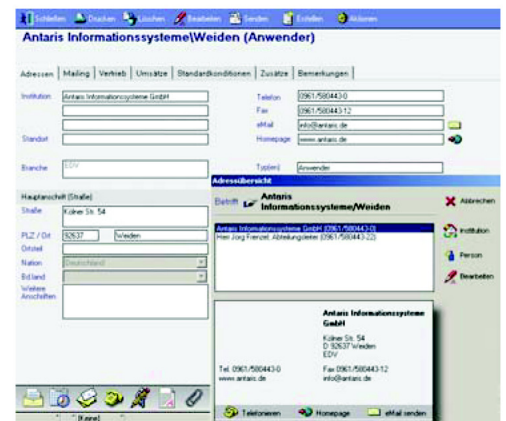 Schließen Drucken Löschen Bearbeiten Senden Erstellen Aktionen
Antaris Informationssysteme\Weiden (Anwender)
Adressen Mailing Vertrieb Umsätze Standardkonditionen Zusätze Bemerkungen
Institution Antaris Informationssysteme GmbH
Telefon 0961/580443-0
Fax 0961/580443-12
eMail info@antaris.de
Standort
Homepage www.antaris.de
Branche EDV
Typ(en) Anwender
Hauptanschrift (Straße)
Straße Kölner Str. 54
PLZ / Ort 92637 Weiden
Ortsteil
Nation Deutschland
Bd.land
Weitere
Anschriften
[Keine]
Adressübersicht
Betrifft Antaris
Informationssysteme/Weiden
Abbrechen
Antaris Informationssysteme GmbH (0961/580443-0)
Herr Jörg Frenzel, Abteilungsleiter (0961/580443-22)
Institution
Person
Bearbeiten
Antaris Informationssysteme
GmbH
Kölner Str. 54
D 92637 Weiden
EDV
Tel. 0961/580443-0 Fax 0961/580443-12
www.antaris.de info@antaris.de
Telefonieren Homepage eMail senden